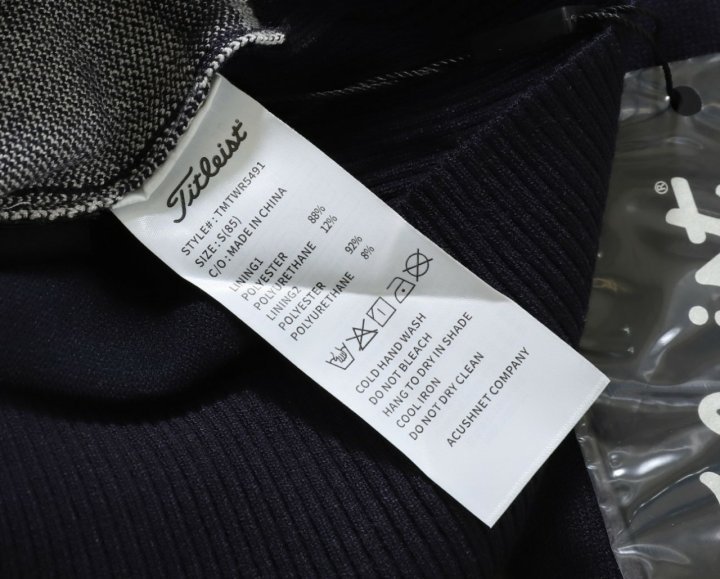 Titleist®
STYLE#: TMTWR5491
SIZE: S(85)
C/O: MADE IN CHINA
LINING1
POLYESTER 88%
POLYURETHANE 12%
LINING2
POLYESTER 92%
POLYURETHANE 8%
COLD HAND WASH
DO NOT BLEACH
HANG TO DRY IN SHADE
COOL IRON
DO NOT DRY CLEAN
ACUSHNET COMPANY
®